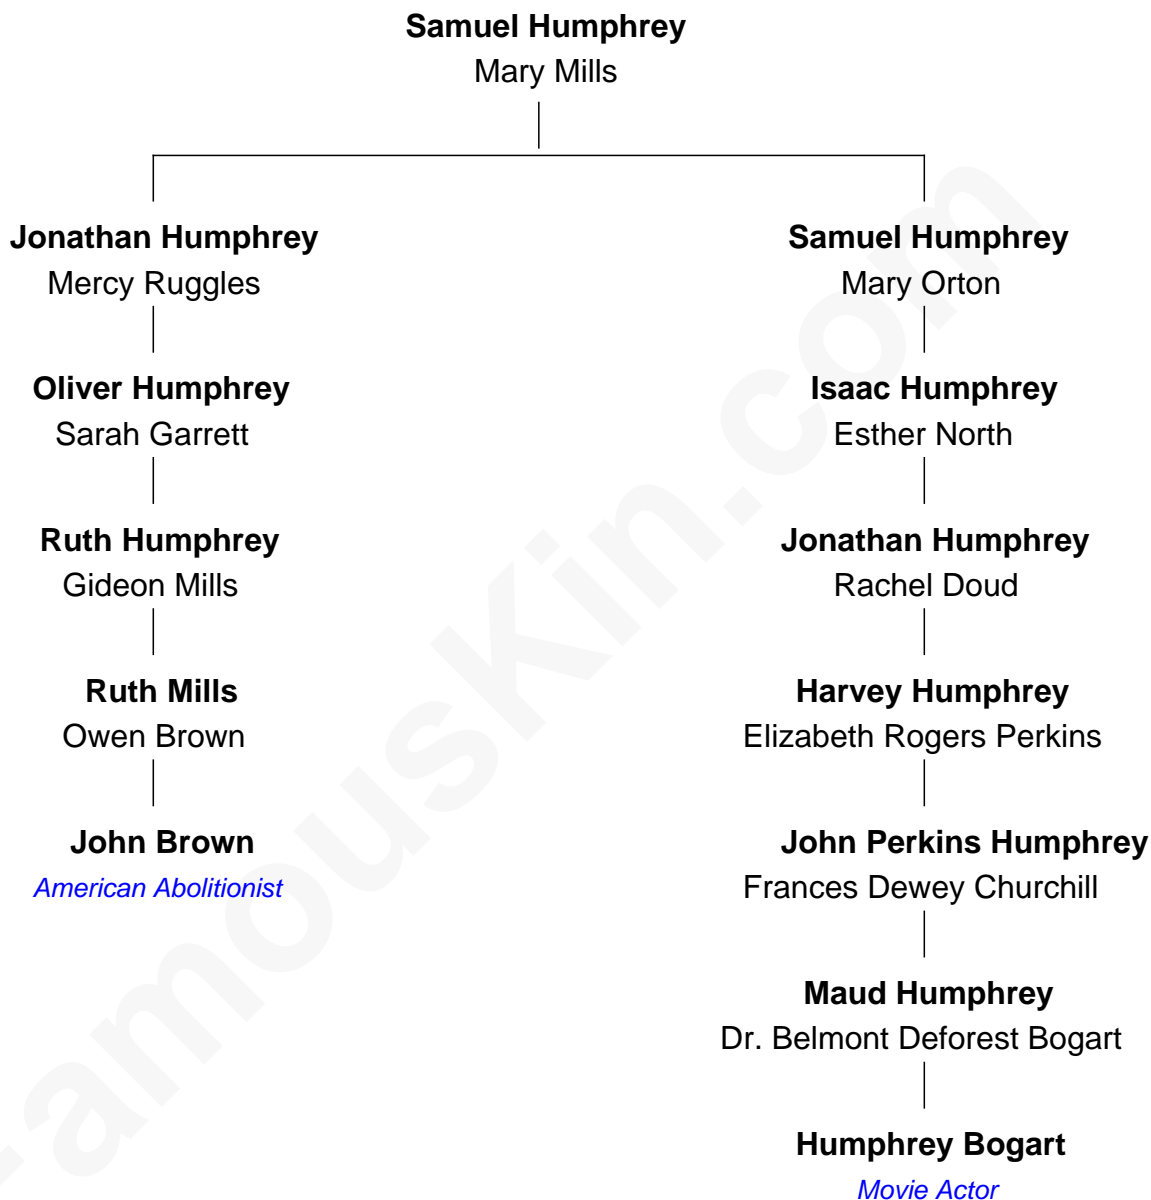 Samuel Humphrey
Mary Mills
Jonathan Humphrey
Mercy Ruggles
Samuel Humphrey
Mary Orton
Oliver Humphrey
Sarah Garrett
Isaac Humphrey
Esther North
Ruth Humphrey
Gideon Mills
Jonathan Humphrey
Rachel Doud
Ruth Mills
Owen Brown
Harvey Humphrey
Elizabeth Rogers Perkins
John Brown
American Abolitionist
John Perkins Humphrey
Frances Dewey Churchill
Maud Humphrey
Dr. Belmont Deforest Bogart
Humphrey Bogart
Movie Actor
FamousKin.com